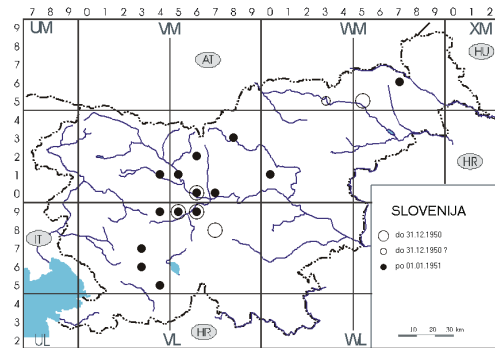 7 8 9 0 1 2 3 4 5 6 7 8 9 0 1 2 3 4 5 6 7 8 9 0 1 2
9 UM VM WM XM
8 HU
7 AT
6
5
4
3
2
1 HR
0
9 SLOVENIJA
8 IT do 31.12.1950
7 do 31.12.1950 ?
6 po 01.01.1951
5
4
3 10 20 30 km
2 UL VL HR WL